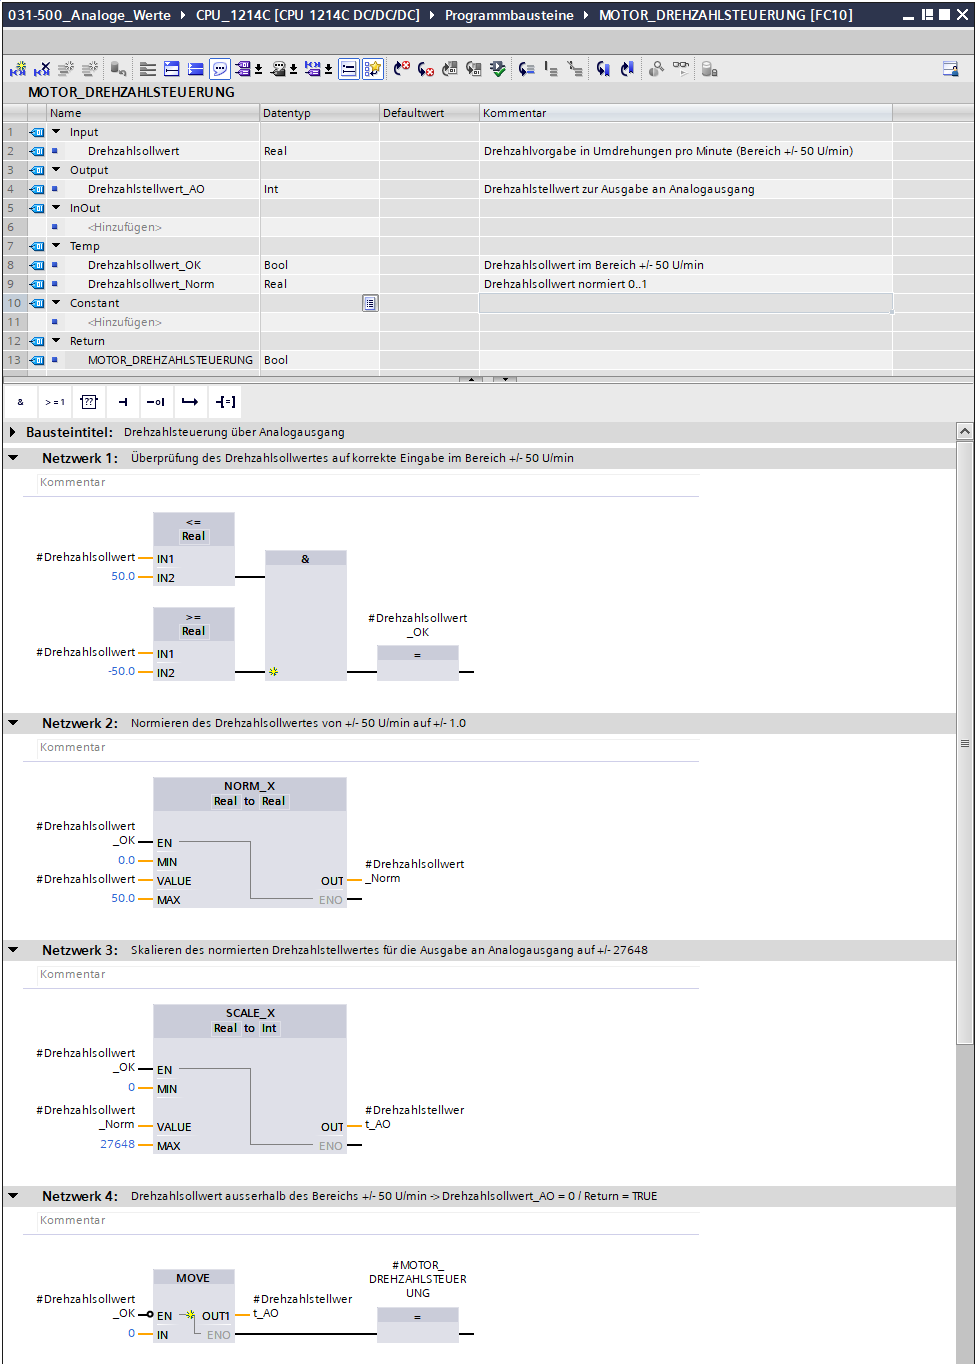 031-500_Analoge_Werte ▸ CPU_1214C [CPU 1214C DC/DC/DC] ▸ Programmbausteine ▸ MOTOR_DREHZAHLSTEUERUNG [FC10]
MOTOR_DREHZAHLSTEUERUNG
Name Datentyp Defaultwert Kommentar
1 Input
2 Drehzahlsollwert Real Drehzahlvorgabe in Umdrehungen pro Minute (Bereich +/- 50 U/min)
3 Output
4 Drehzahlstellwert_AO Int Drehzahlstellwert zur Ausgabe an Analogausgang
5 InOut
6 <Hinzufügen>
7 Temp
8 Drehzahlsollwert_OK Bool Drehzahlsollwert im Bereich +/- 50 U/min
9 Drehzahlsollwert_Norm Real Drehzahlsollwert normiert 0..1
10 Constant
11 <Hinzufügen>
12 Return
13 MOTOR_DREHZAHLSTEUERUNG Bool
& >=1 ?? -o| [=]
Bausteintitel: Drehzahlsteuerung über Analogausgang
Netzwerk 1: Überprüfung des Drehzahlsollwertes auf korrekte Eingabe im Bereich +/- 50 U/min
Kommentar
<=
Real
#Drehzahlsollwert IN1
50.0 IN2
&
>=
Real
#Drehzahlsollwert IN1
-50.0 IN2
#Drehzahlsollwert
_OK
=
Netzwerk 2: Normieren des Drehzahlsollwertes von +/- 50 U/min auf +/- 1.0
Kommentar
NORM_X
Real to Real
#Drehzahlsollwert
_OK EN
0.0 MIN
#Drehzahlsollwert VALUE
50.0 MAX
OUT
ENO
#Drehzahlsollwert
_Norm
Netzwerk 3: Skalieren des normierten Drehzahlstellwertes für die Ausgabe an Analogausgang auf +/- 27648
Kommentar
SCALE_X
Real to Int
#Drehzahlsollwert
_OK EN
0 MIN
#Drehzahlsollwert
_Norm VALUE
27648 MAX
OUT
ENO
#Drehzahlstellwer
t_AO
Netzwerk 4: Drehzahlsollwert ausserhalb des Bereichs +/- 50 U/min -> Drehzahlsollwert_AO = 0 / Return = TRUE
Kommentar
MOVE
#Drehzahlsollwert
_OK EN
0 IN
OUT1
ENO
#Drehzahlstellwer
t_AO
#MOTOR_
DREHZAHLSTEUER
UNG
=